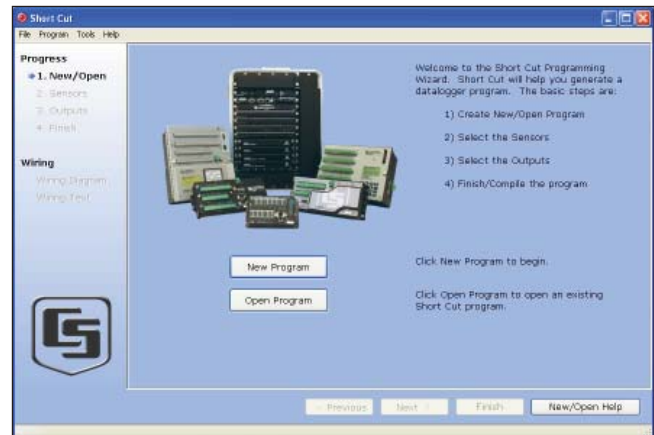 Short Cut
File Program Tools Help
Progress
1. New/Open
2. Sensors
3. Outputs
4. Finish
Wiring
Wiring Diagram
Wiring Text
Welcome to the Short Cut Programming
Wizard. Short Cut will help you generate a
datalogger program. The basic steps are:
1) Create New/Open Program
2) Select the Sensors
3) Select the Outputs
4) Finish/Compile the program
New Program
Click New Program to begin.
Open Program
Click Open Program to open an existing
Short Cut program.
CS
< Previous
Next >
Finish
New/Open Help